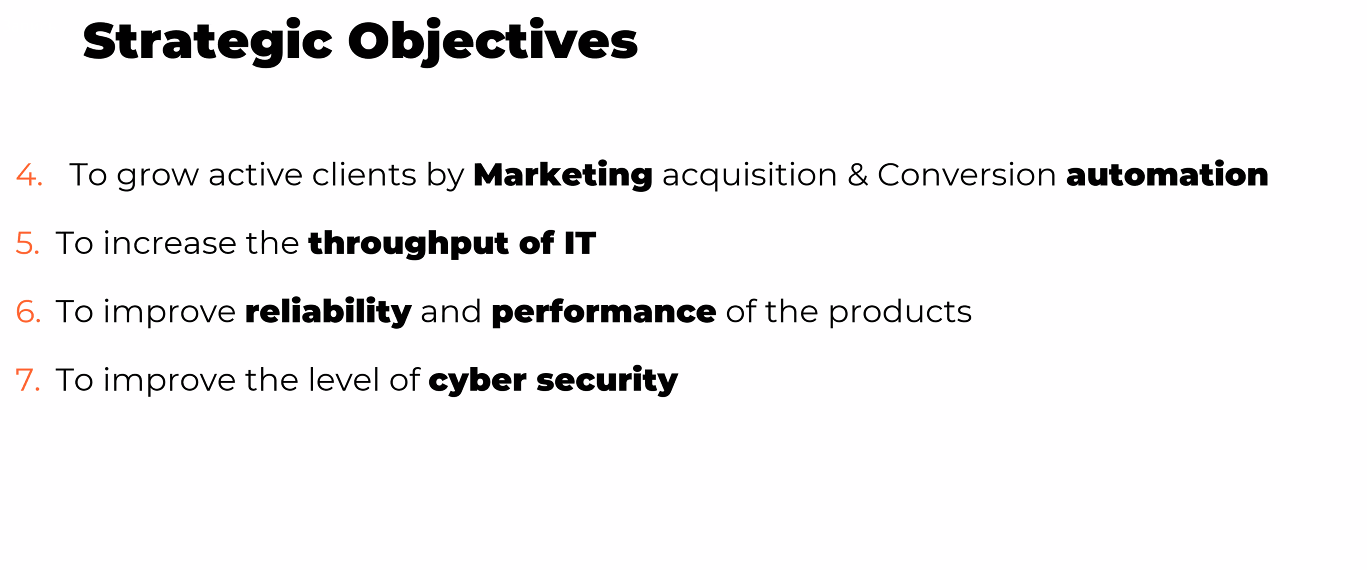 Strategic Objectives
4. To grow active clients by Marketing acquisition & Conversion automation
5. To increase the throughput of IT
6. To improve reliability and performance of the products
7. To improve the level of cyber security